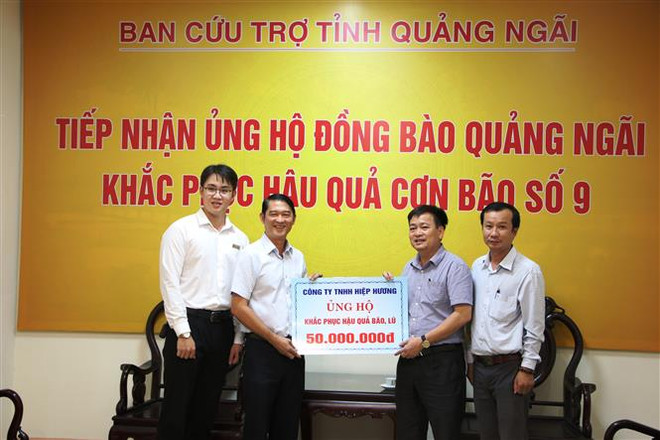 BAN CỨU TRỢ TỈNH QUẢNG NGÃI
TIẾP NHẬN ỦNG HỘ ĐỒNG BÀO QUẢNG NGÃI
KHẮC PHỤC HẬU QUẢ CƠN BÃO SỐ 9
CÔNG TY TNHH HIỆP HƯƠNG
ỦNG HỘ
KHẮC PHỤC HẬU QUẢ BÃO, LŨ
50.000.000đ